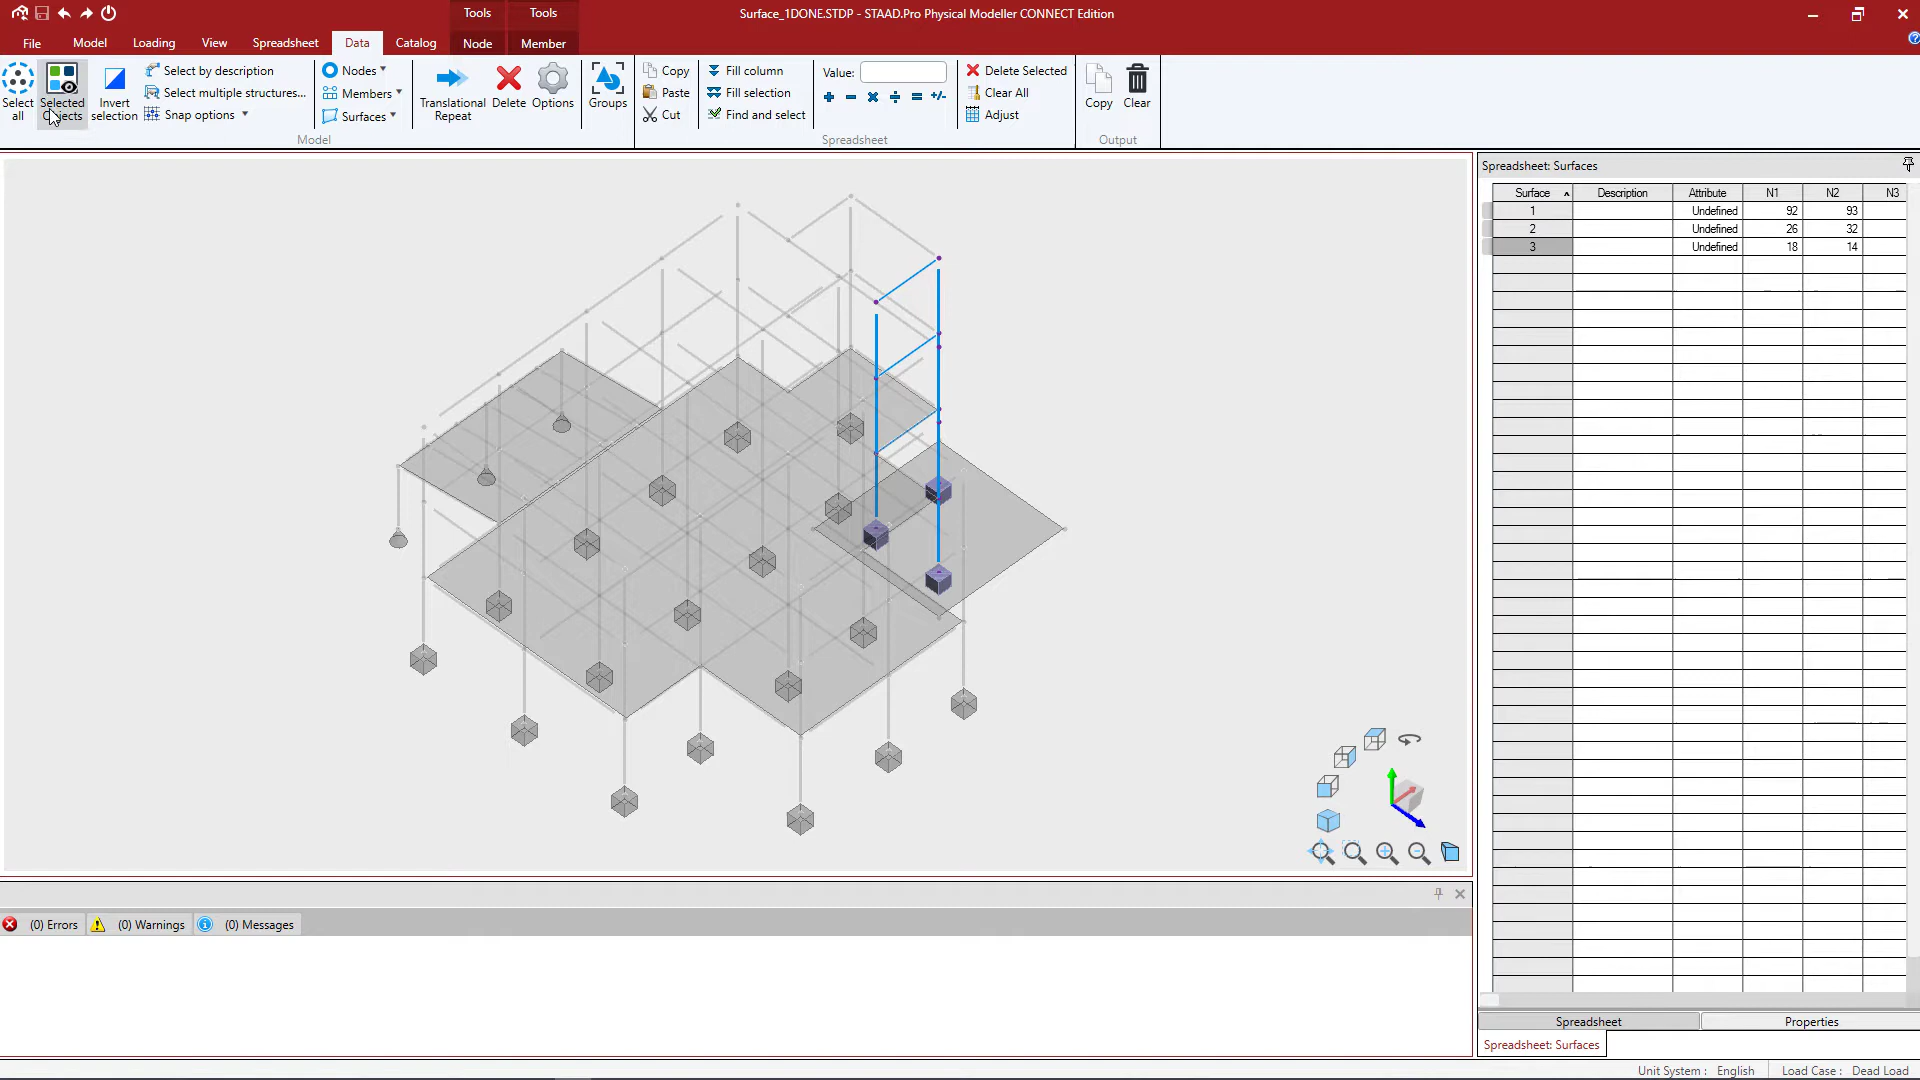 Tools
Tools
Surface_1DONE.STDP - STAAD.Pro Physical Modeller CONNECT Edition
File
Model
Loading
View
Spreadsheet
Data
Catalog
Node
Member
Select all
Selected Objects
Invert selection
Select by description
Select multiple structures...
Snap options
Nodes
Members
Surfaces
Translational Repeat
Delete
Options
Model
Groups
Copy
Paste
Cut
Fill column
Fill selection
Find and select
Value:
Spreadsheet
Delete Selected
Clear All
Adjust
Copy
Clear
Output
Spreadsheet: Surfaces
Surface Description Attribute N1 N2 N3
1 Undefined 92 93
2 Undefined 26 32
3 Undefined 18 14
(0) Errors
(0) Warnings
(0) Messages
Spreadsheet
Properties
Spreadsheet: Surfaces
Unit System : English
Load Case : Dead Load